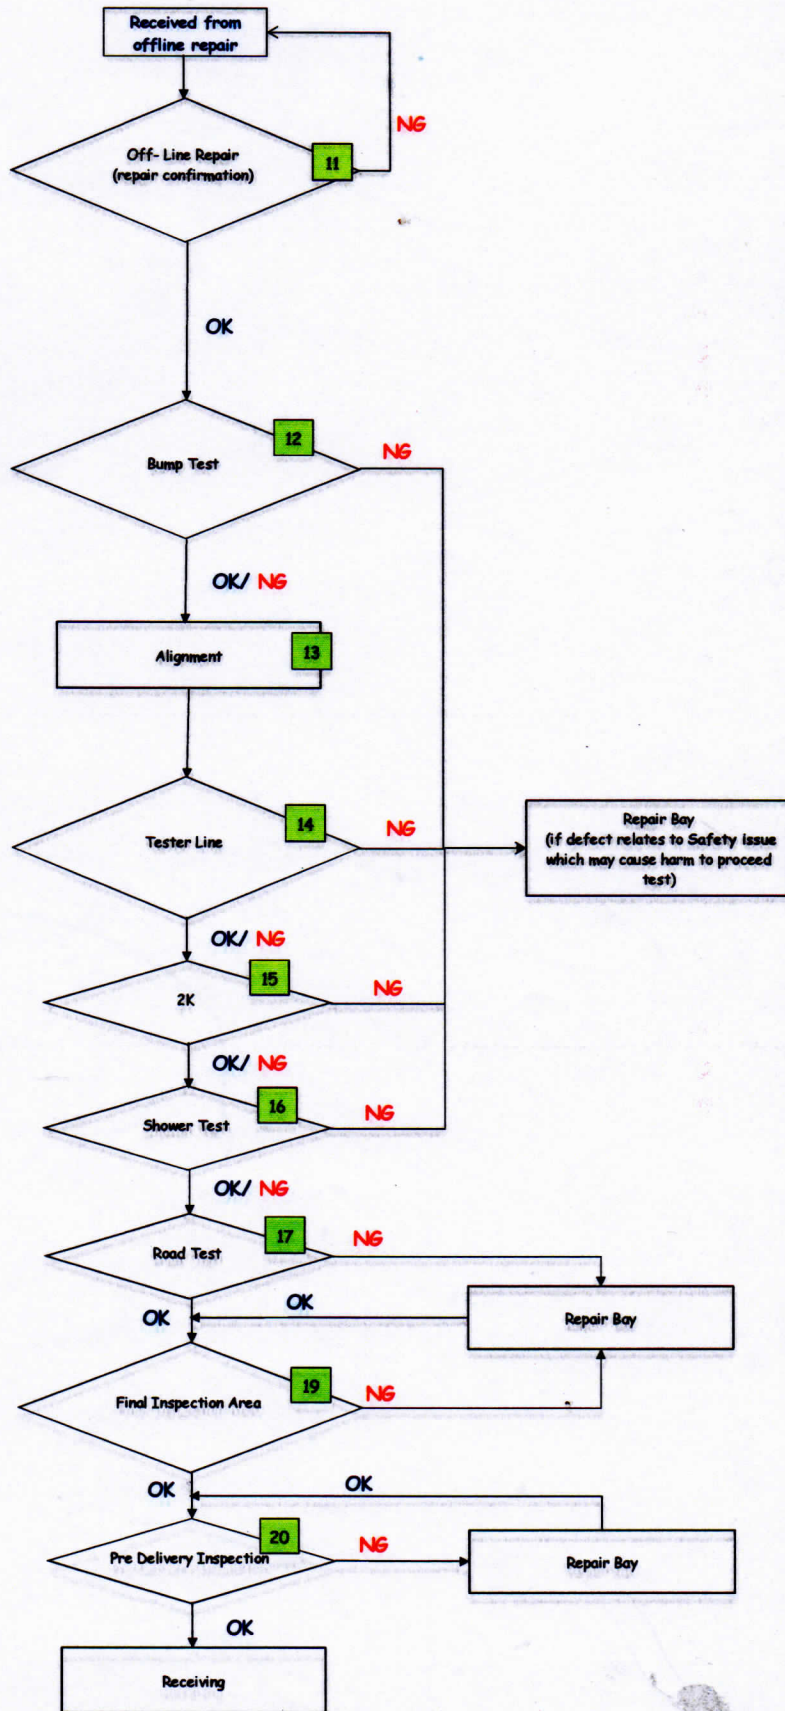 Received from
offline repair
NG
Off- Line Repair
(repair confirmation)
11
OK
12
NG
Bump Test
OK/ NG
Alignment
13
14
NG
Tester Line
Repair Bay
(if defect relates to Safety issue
which may cause harm to proceed
test)
OK/ NG
15
NG
2K
OK/ NG
16
NG
Shower Test
OK/ NG
17
NG
Road Test
OK
OK
Repair Bay
19
NG
Final Inspection Area
OK
OK
20
NG
Pre Delivery Inspection
Repair Bay
OK
Receiving